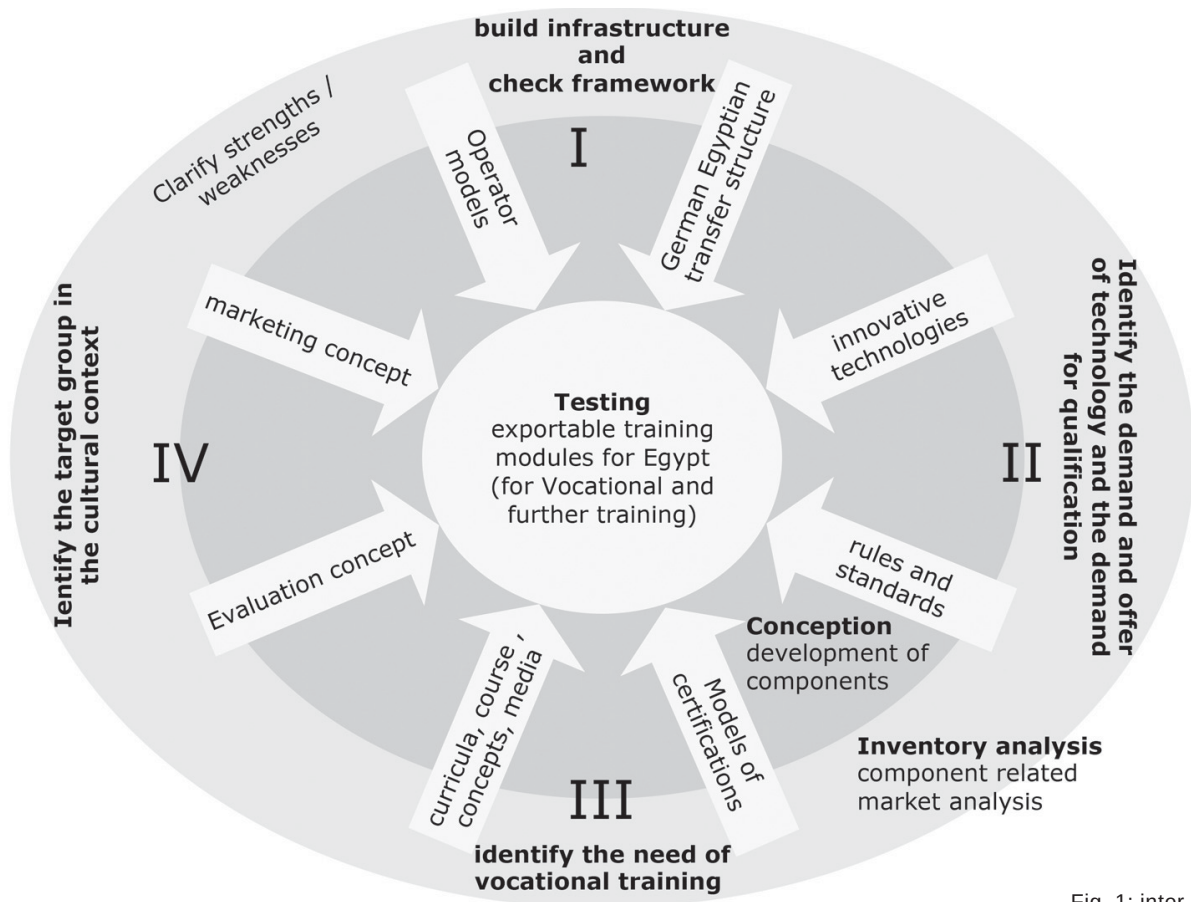 build infrastructure
and
check framework
I
Clarify strengths /
weaknesses
Operator
models
German Egyptian
transfer structure
marketing concept
innovative
technologies
Ientify the target group in
the cultural context
IV
Testing
exportable training
modules for Egypt
(for Vocational and
further training)
II
Identify the demand and offer
of technology and the demand
for qualification
Evaluation concept
rules and
standards
curricula, course ,
concepts, media
Models of
certifications
Conception
development of
components
III
identify the need of
vocational training
Inventory analysis
component related
market analysis
Fig. 1: inter